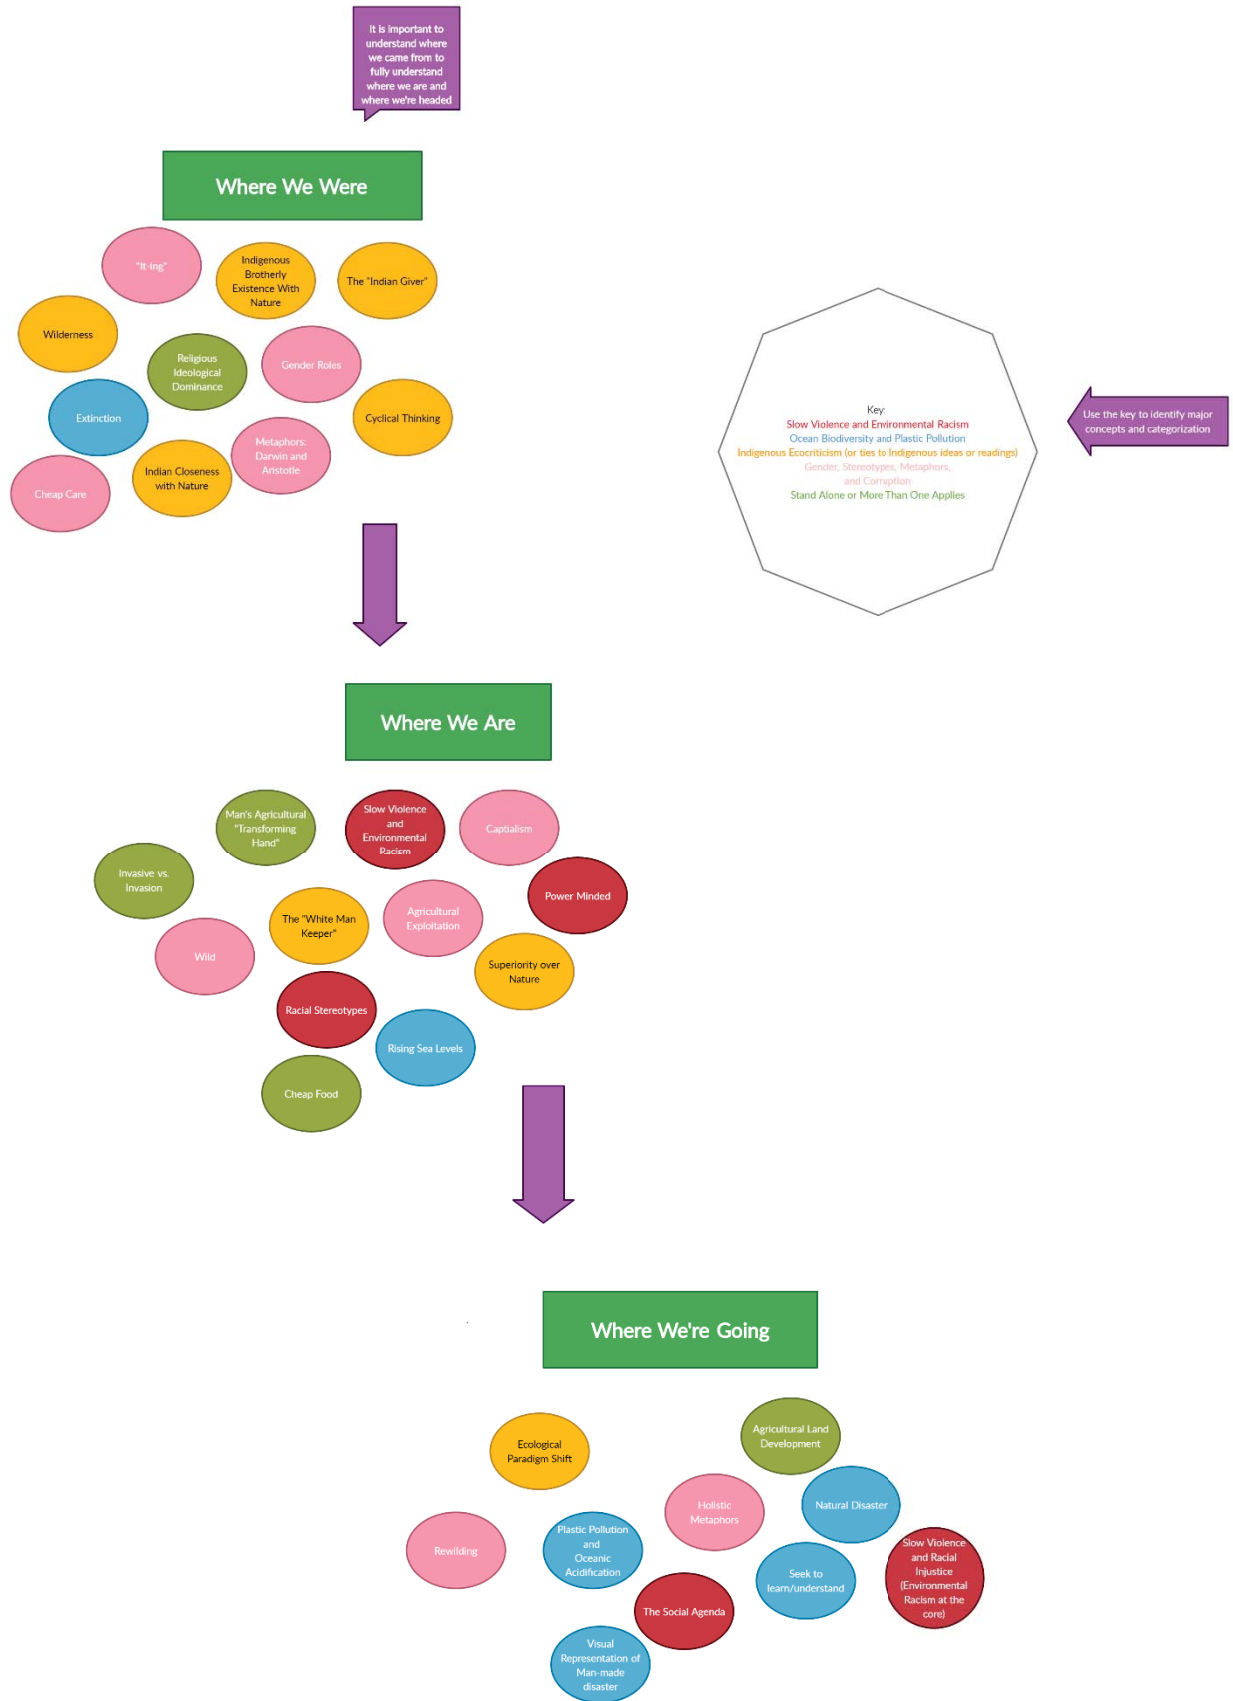 It is important to
understand where
we came from to
fully understand
where we are and
where we're headed
Where We Were
"It-ing"
Indigenous
Brotherly
Existence With
Nature
The "Indian Giver"
Wilderness
Religious
Ideological
Dominance
Gender Roles
Extinction
Cyclical Thinking
Metaphors:
Darwin and
Aristotle
Indian Closeness
with Nature
Cheap Care
Key:
Slow Violence and Environmental Racism
Ocean Biodiversity and Plastic Pollution
Indigenous Ecocriticism (or ties to Indigenous ideas or readings)
Gender, Stereotypes, Metaphors,
and Corruption
Stand Alone or More Than One Applies
Use the key to identify major
concepts and categorization
Where We Are
Man's Agricultural
"Transforming
Hand"
Slow Violence
and
Environmental
Racism
Captialism
Invasive vs.
Invasion
Power Minded
The "White Man
Keeper"
Agricultural
Exploitation
Wild
Superiority over
Nature
Racial Stereotypes
Rising Sea Levels
Cheap Food
Where We're Going
Ecological
Paradigm Shift
Agricultural Land
Development
Holistic
Metaphors
Natural Disaster
Rewilding
Plastic Pollution
and
Oceanic
Acidification
Seek to
learn/understand
Slow Violence
and Racial
Injustice
(Environmental
Racism at the
core)
The Social Agenda
Visual
Representation of
Man-made
disaster